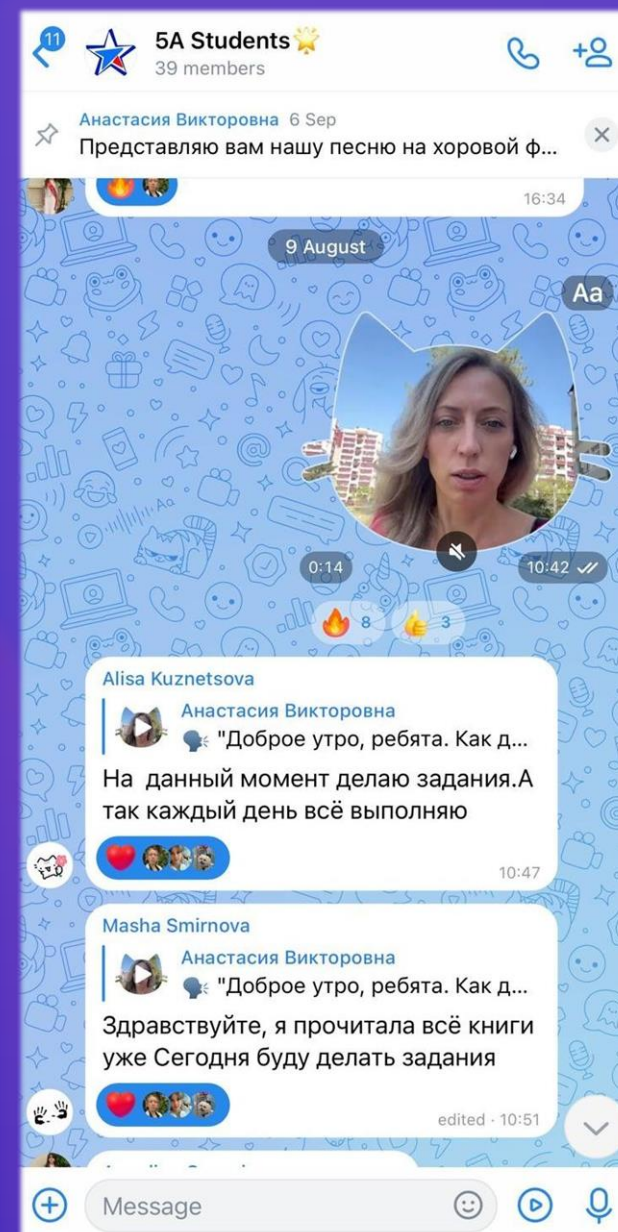 11
5A Students
39 members
Анастасия Викторовна 6 Sep
Представляю вам нашу песню на хоровой ф...
16:34
9 August
Aa
0:14
10:42
8 3
Alisa Kuznetsova
Анастасия Викторовна
"Доброе утро, ребята. Как д...
На данный момент делаю задания.А
так каждый день всё выполняю
10:47
Masha Smirnova
Анастасия Викторовна
"Доброе утро, ребята. Как д...
Здравствуйте, я прочитала всё книги
уже Сегодня буду делать задания
edited · 10:51
Message